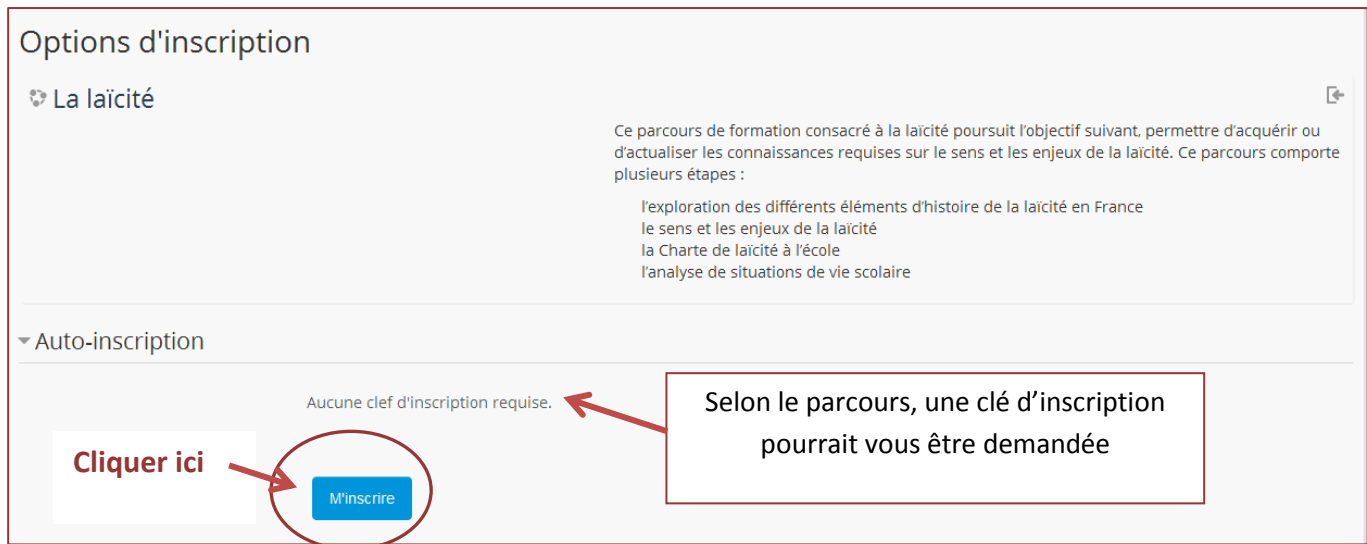 Options d'inscription
La laïcité
Ce parcours de formation consacré à la laïcité poursuit l'objectif suivant, permettre d'acquérir ou
d'actualiser les connaissances requises sur le sens et les enjeux de la laïcité. Ce parcours comporte
plusieurs étapes :
l'exploration des différents éléments d'histoire de la laïcité en France
le sens et les enjeux de la laïcité
la Charte de laïcité à l'école
l'analyse de situations de vie scolaire
Auto-inscription
Aucune clef d'inscription requise.
Selon le parcours, une clé d'inscription
pourrait vous être demandée
Cliquer ici
M'inscrire